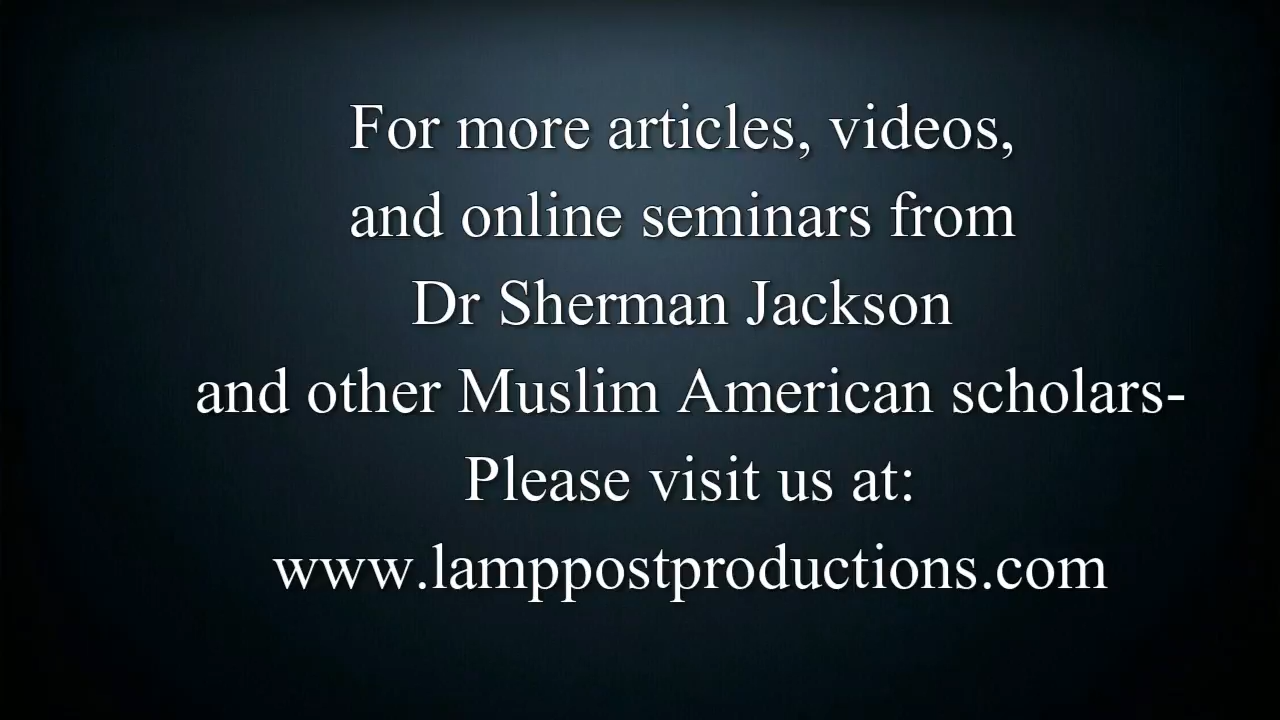 For more articles, videos,
and online seminars from
Dr Sherman Jackson
and other Muslim American scholars-
Please visit us at:
www.lamppostproductions.com